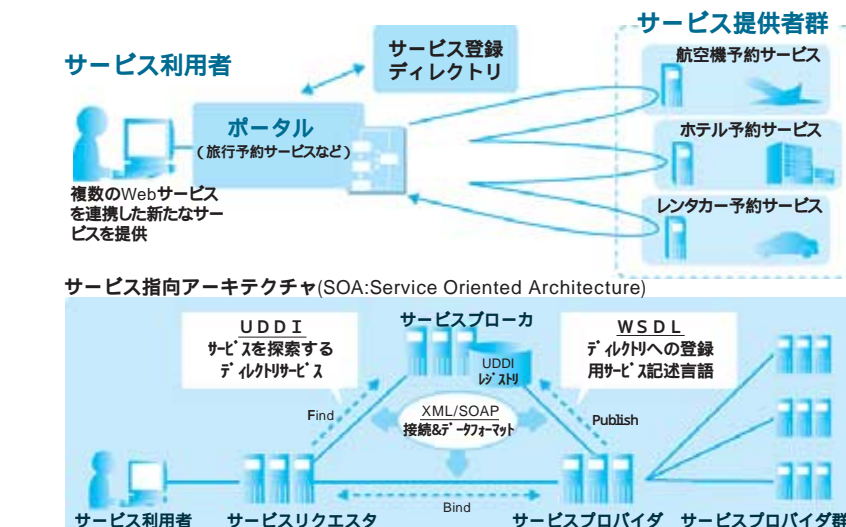 サービス提供者群
サービス利用者
サービス登録
ディレクトリ
航空機予約サービス
ポータル
(旅行予約サービスなど)
ホテル予約サービス
複数のWebサービス
を連携した新たなサー
ビスを提供
レンタカー予約サービス
サービス指向アーキテクチャ(SOA:Service Oriented Architecture)
UDDI
ｻｰﾋﾞｽを探索する
ﾃﾞｨﾚｸﾄﾘｻｰﾋﾞｽ
サービスブローカ
UDDI
ﾚｼﾞｽﾄﾘ
WSDL
ﾃﾞｨﾚｸﾄﾘへの登録
用ｻｰﾋﾞｽ記述言語
Find
XML/SOAP
接続&ﾃﾞｰﾀﾌｫｰﾏｯﾄ
Publish
Bind
サービス利用者
サービスリクエスタ
サービスプロバイダ
サービスプロバイダ群